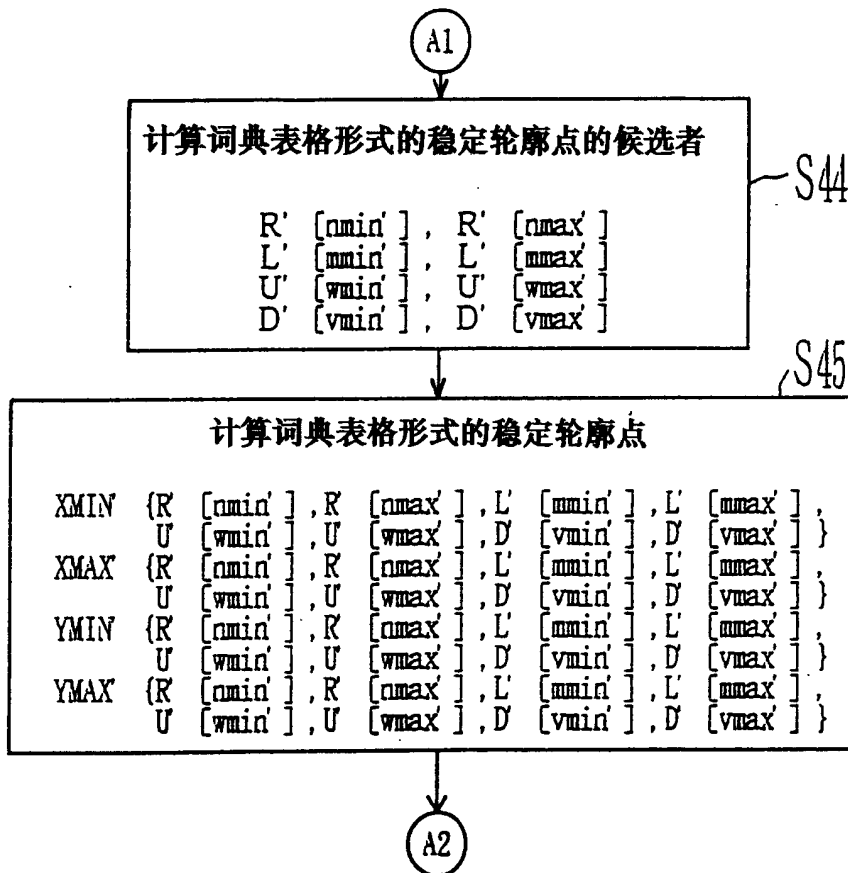 A1
计算词典表格形式的稳定轮廓点的候选者
S44
R' [nmin'], R' [nmax']
L' [mmin'], L' [mmax']
U' [wmin'], U' [wmax']
D' [vmin'], D' [vmax']
S45
计算词典表格形式的稳定轮廓点
XMIN' {R' [nmin'],R' [nmax'],L' [mmin'],L' [mmax'],
U' [wmin'],U' [wmax'],D' [vmin'],D' [vmax']}
XMAX' {R' [nmin'],R' [nmax'],L' [mmin'],L' [mmax'],
U' [wmin'],U' [wmax'],D' [vmin'],D' [vmax']}
YMIN' {R' [nmin'],R' [nmax'],L' [mmin'],L' [mmax'],
U' [wmin'],U' [wmax'],D' [vmin'],D' [vmax']}
YMAX' {R' [nmin'],R' [nmax'],L' [mmin'],L' [mmax'],
U' [wmin'],U' [wmax'],D' [vmin'],D' [vmax']}
A2